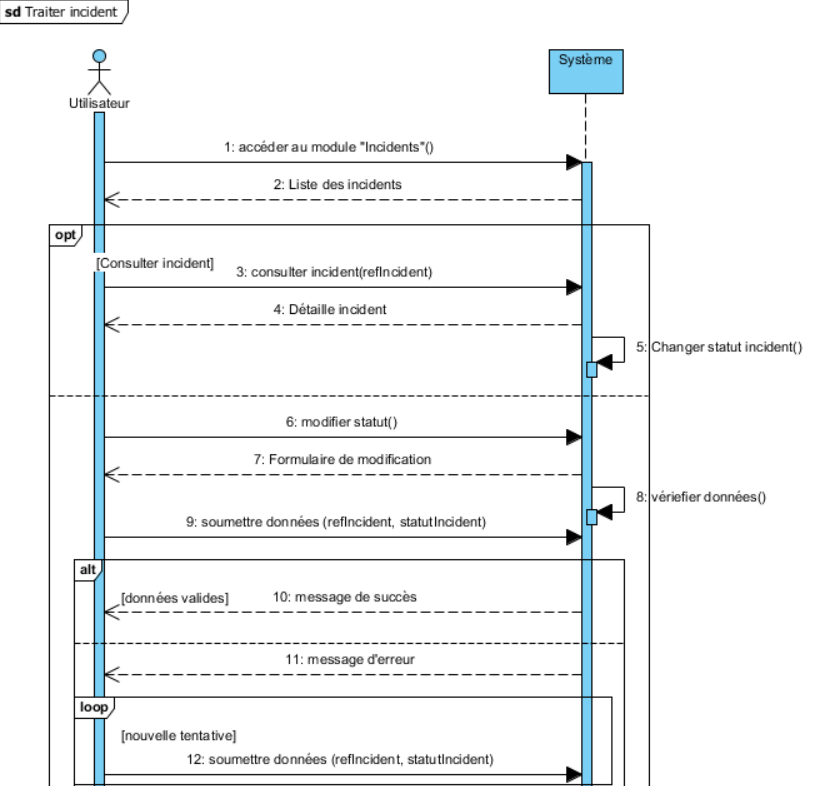 sd Traiter incident
Système
Utilisateur
1: accéder au module "Incidents"()
2: Liste des incidents
opt
[Consulter incident]
3: consulter incident(refIncident)
4: Détaille incident
5: Changer statut incident()
6: modifier statut()
7: Formulaire de modification
8: vériefier données()
9: soumettre données (refIncident, statutIncident)
alt
[données valides]
10: message de succès
11: message d'erreur
loop
[nouvelle tentative]
12: soumettre données (refIncident, statutIncident)